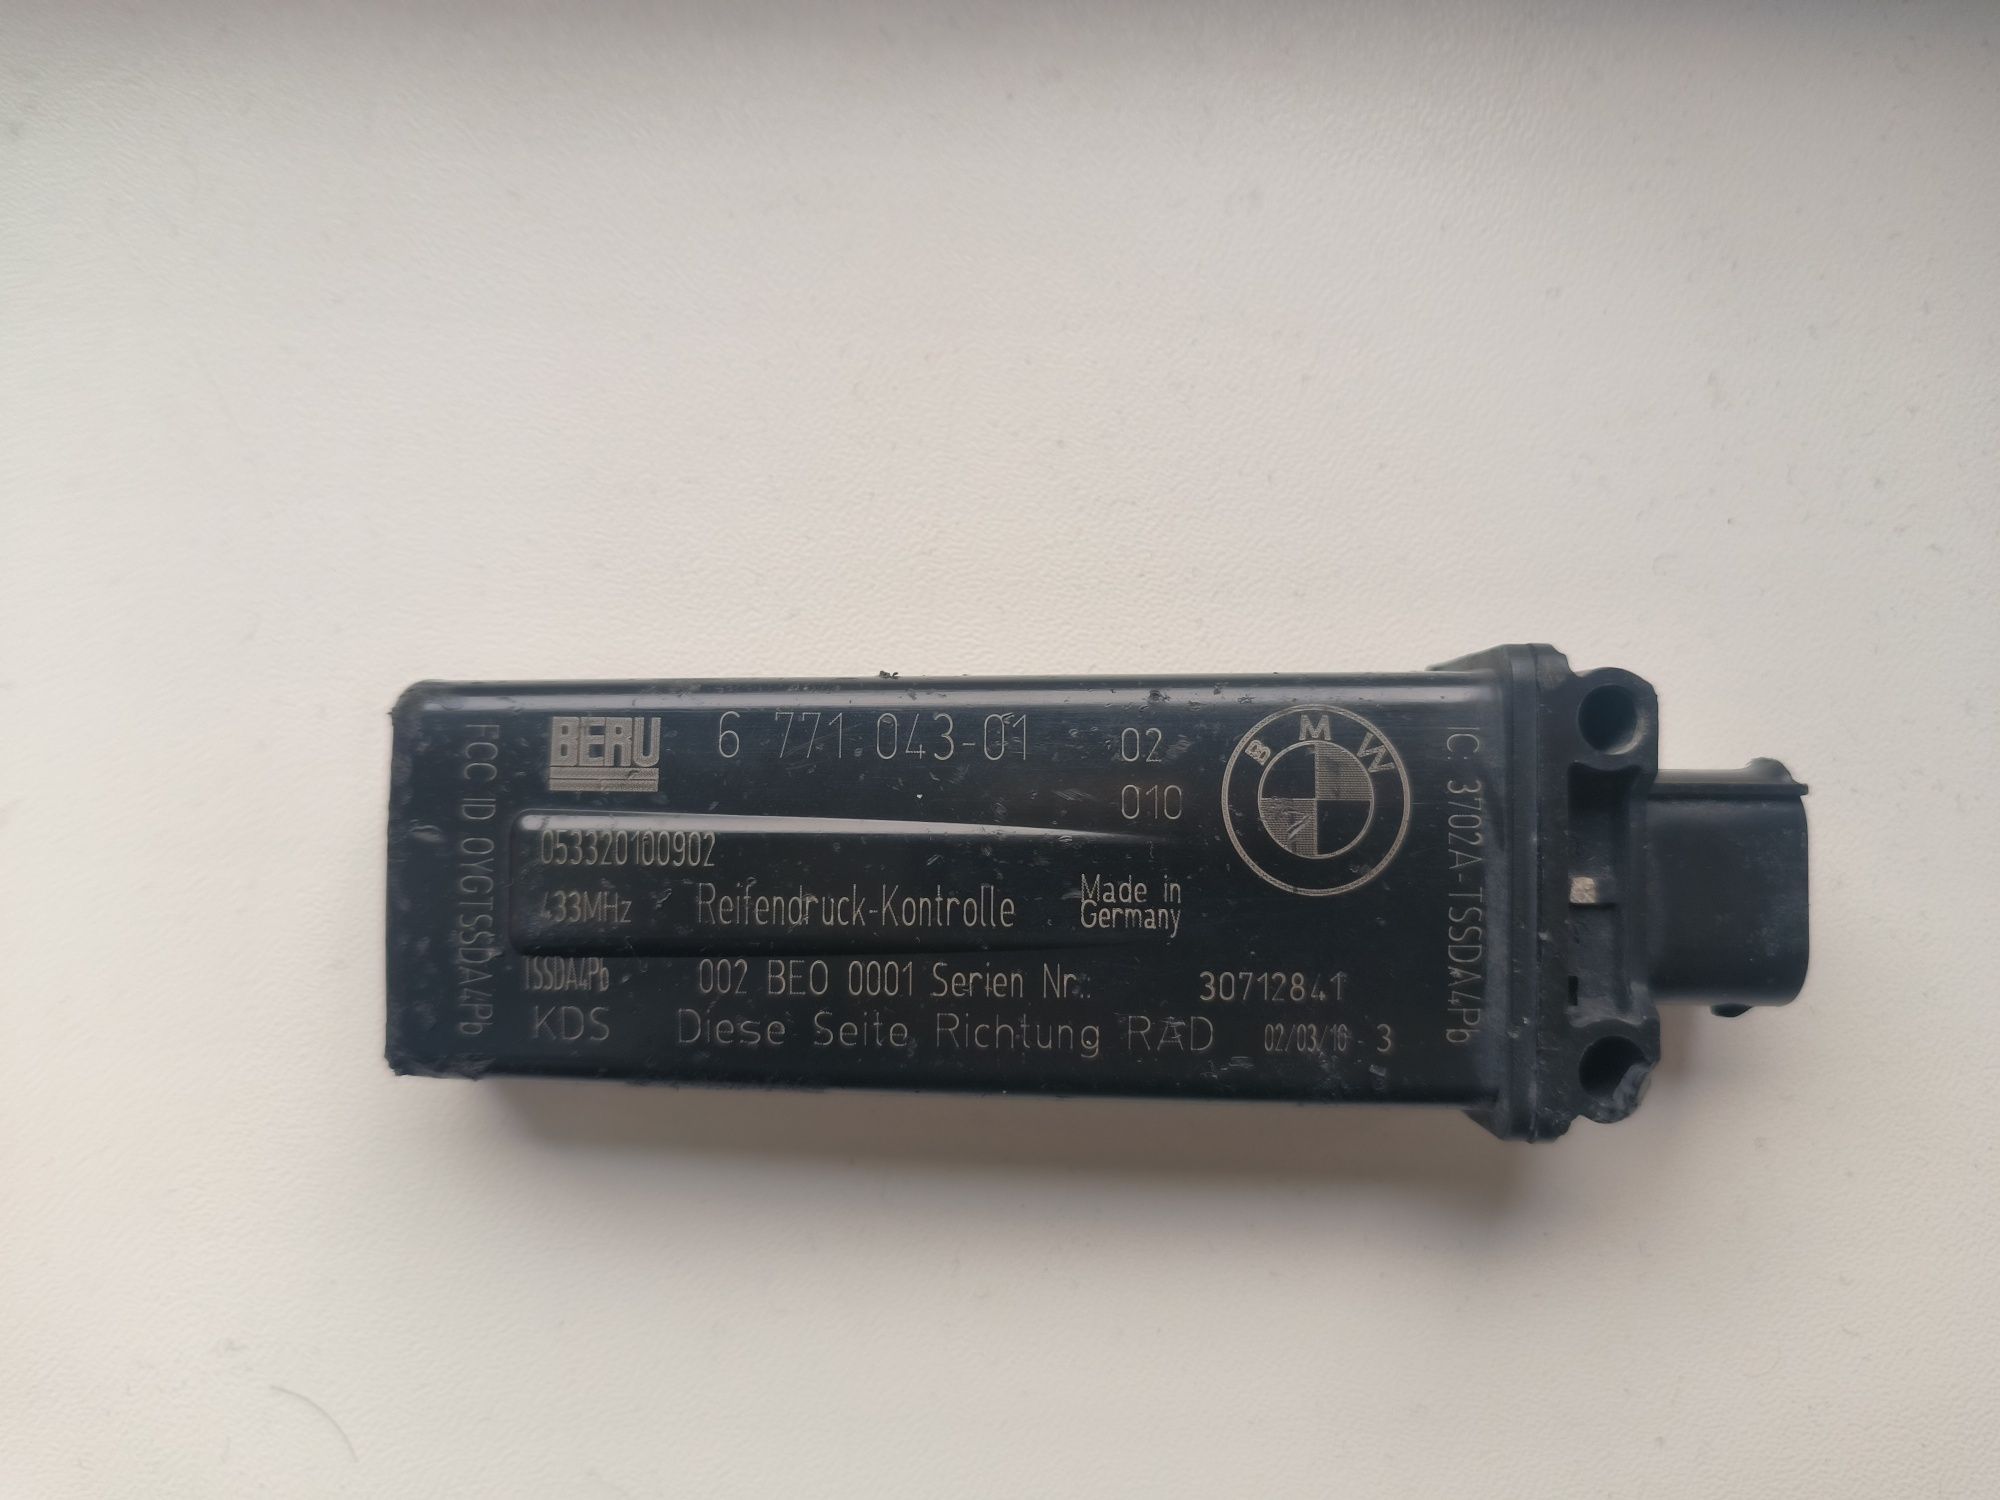 BERU 6 771 043-01 02
010
BMW
053320100902
433MHz Reifendruck-Kontrolle Made in
Germany
TSSDA4Pb 002 BE0 0001 Serien Nr.: 30712841
KDS Diese Seite Richtung RAD 02/03/10 3
FCC ID OYGTSSDA4Pb
IC: 3702A-TSSDA4Pb